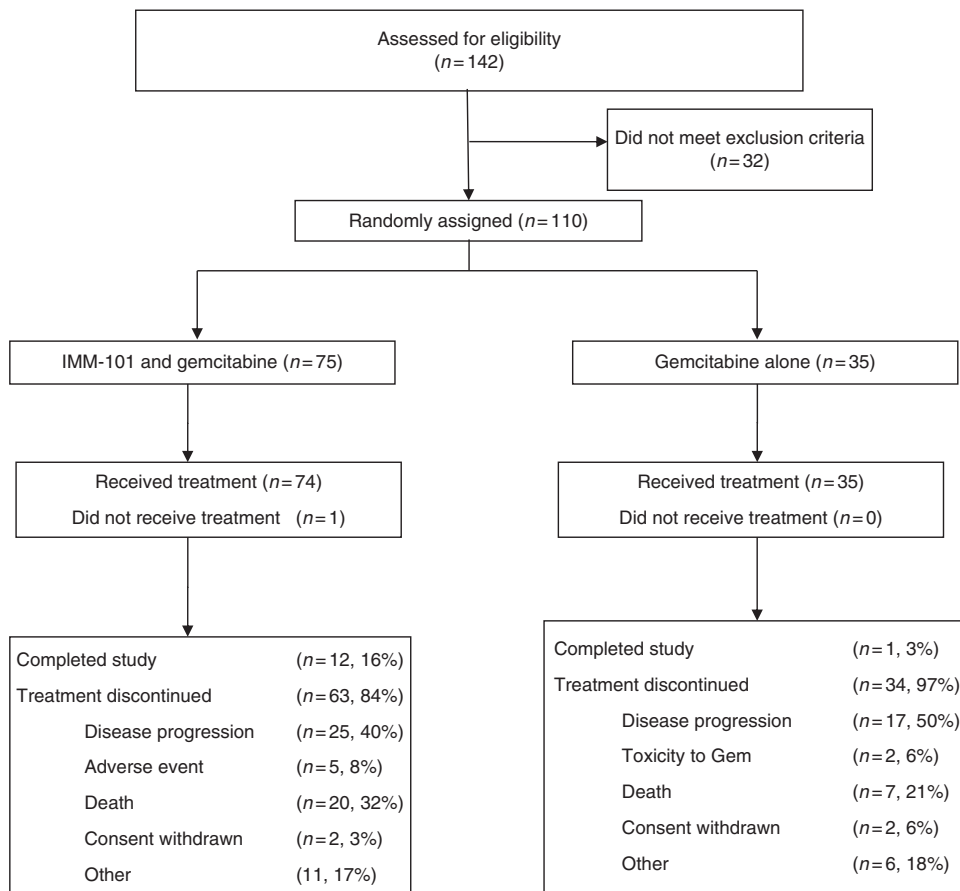 Assessed for eligibility
(n=142)
Did not meet exclusion criteria
(n=32)
Randomly assigned (n=110)
IMM-101 and gemcitabine (n=75)
Gemcitabine alone (n=35)
Received treatment (n=74)
Did not receive treatment (n=1)
Received treatment (n=35)
Did not receive treatment (n=0)
Completed study (n=12, 16%)
Treatment discontinued (n=63, 84%)
Disease progression (n=25, 40%)
Adverse event (n=5, 8%)
Death (n=20, 32%)
Consent withdrawn (n=2, 3%)
Other (11, 17%)
Completed study (n=1, 3%)
Treatment discontinued (n=34, 97%)
Disease progression (n=17, 50%)
Toxicity to Gem (n=2, 6%)
Death (n=7, 21%)
Consent withdrawn (n=2, 6%)
Other (n=6, 18%)